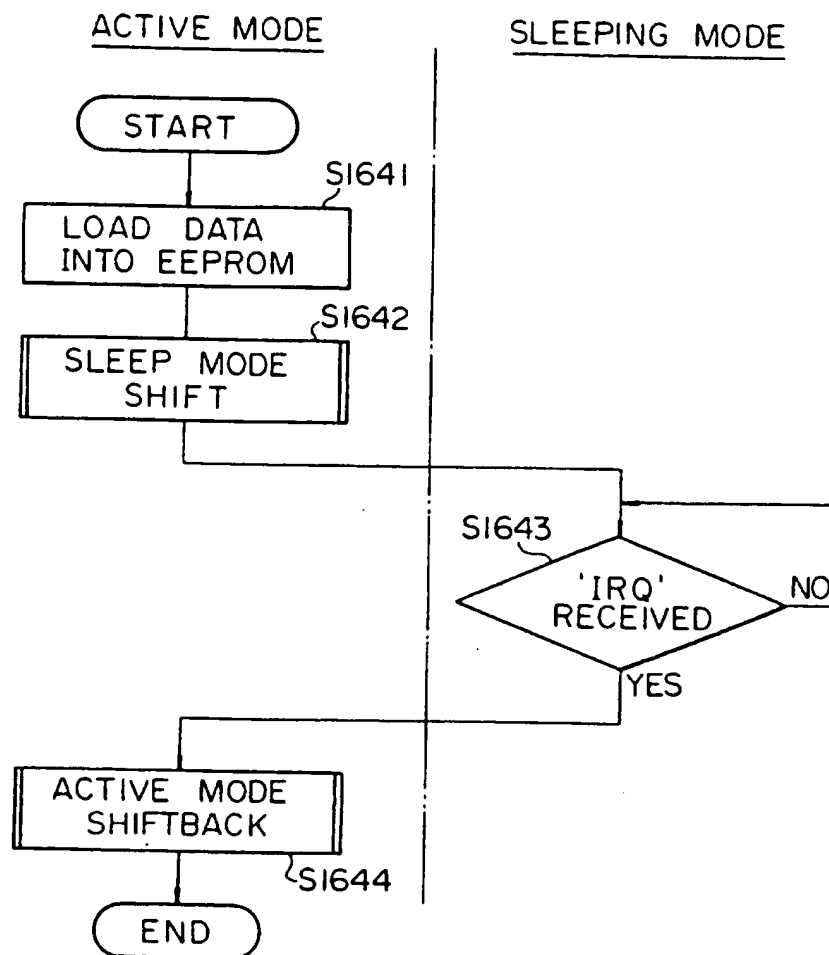 ACTIVE MODE
SLEEPING MODE
START
S1641
LOAD DATA
INTO EEPROM
S1642
SLEEP MODE
SHIFT
S1643
'IRQ'
RECEIVED
NO
YES
ACTIVE MODE
SHIFTBACK
S1644
END